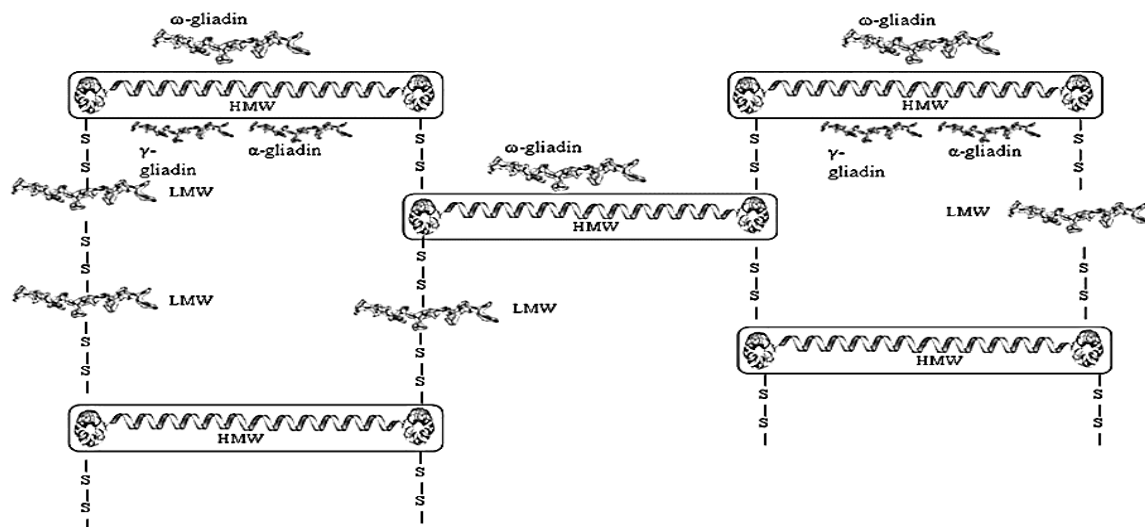 ω-gliadin
ω-gliadin
HMW
HMW
S S S S
γ-
α-gliadin
ω-gliadin
γ-
α-gliadin
S S S S
gliadin
gliadin
LMW
LMW
HMW
S S S S
S S S S
LMW
LMW
S S
HMW
S S
S S
S S
HMW
S S
S S